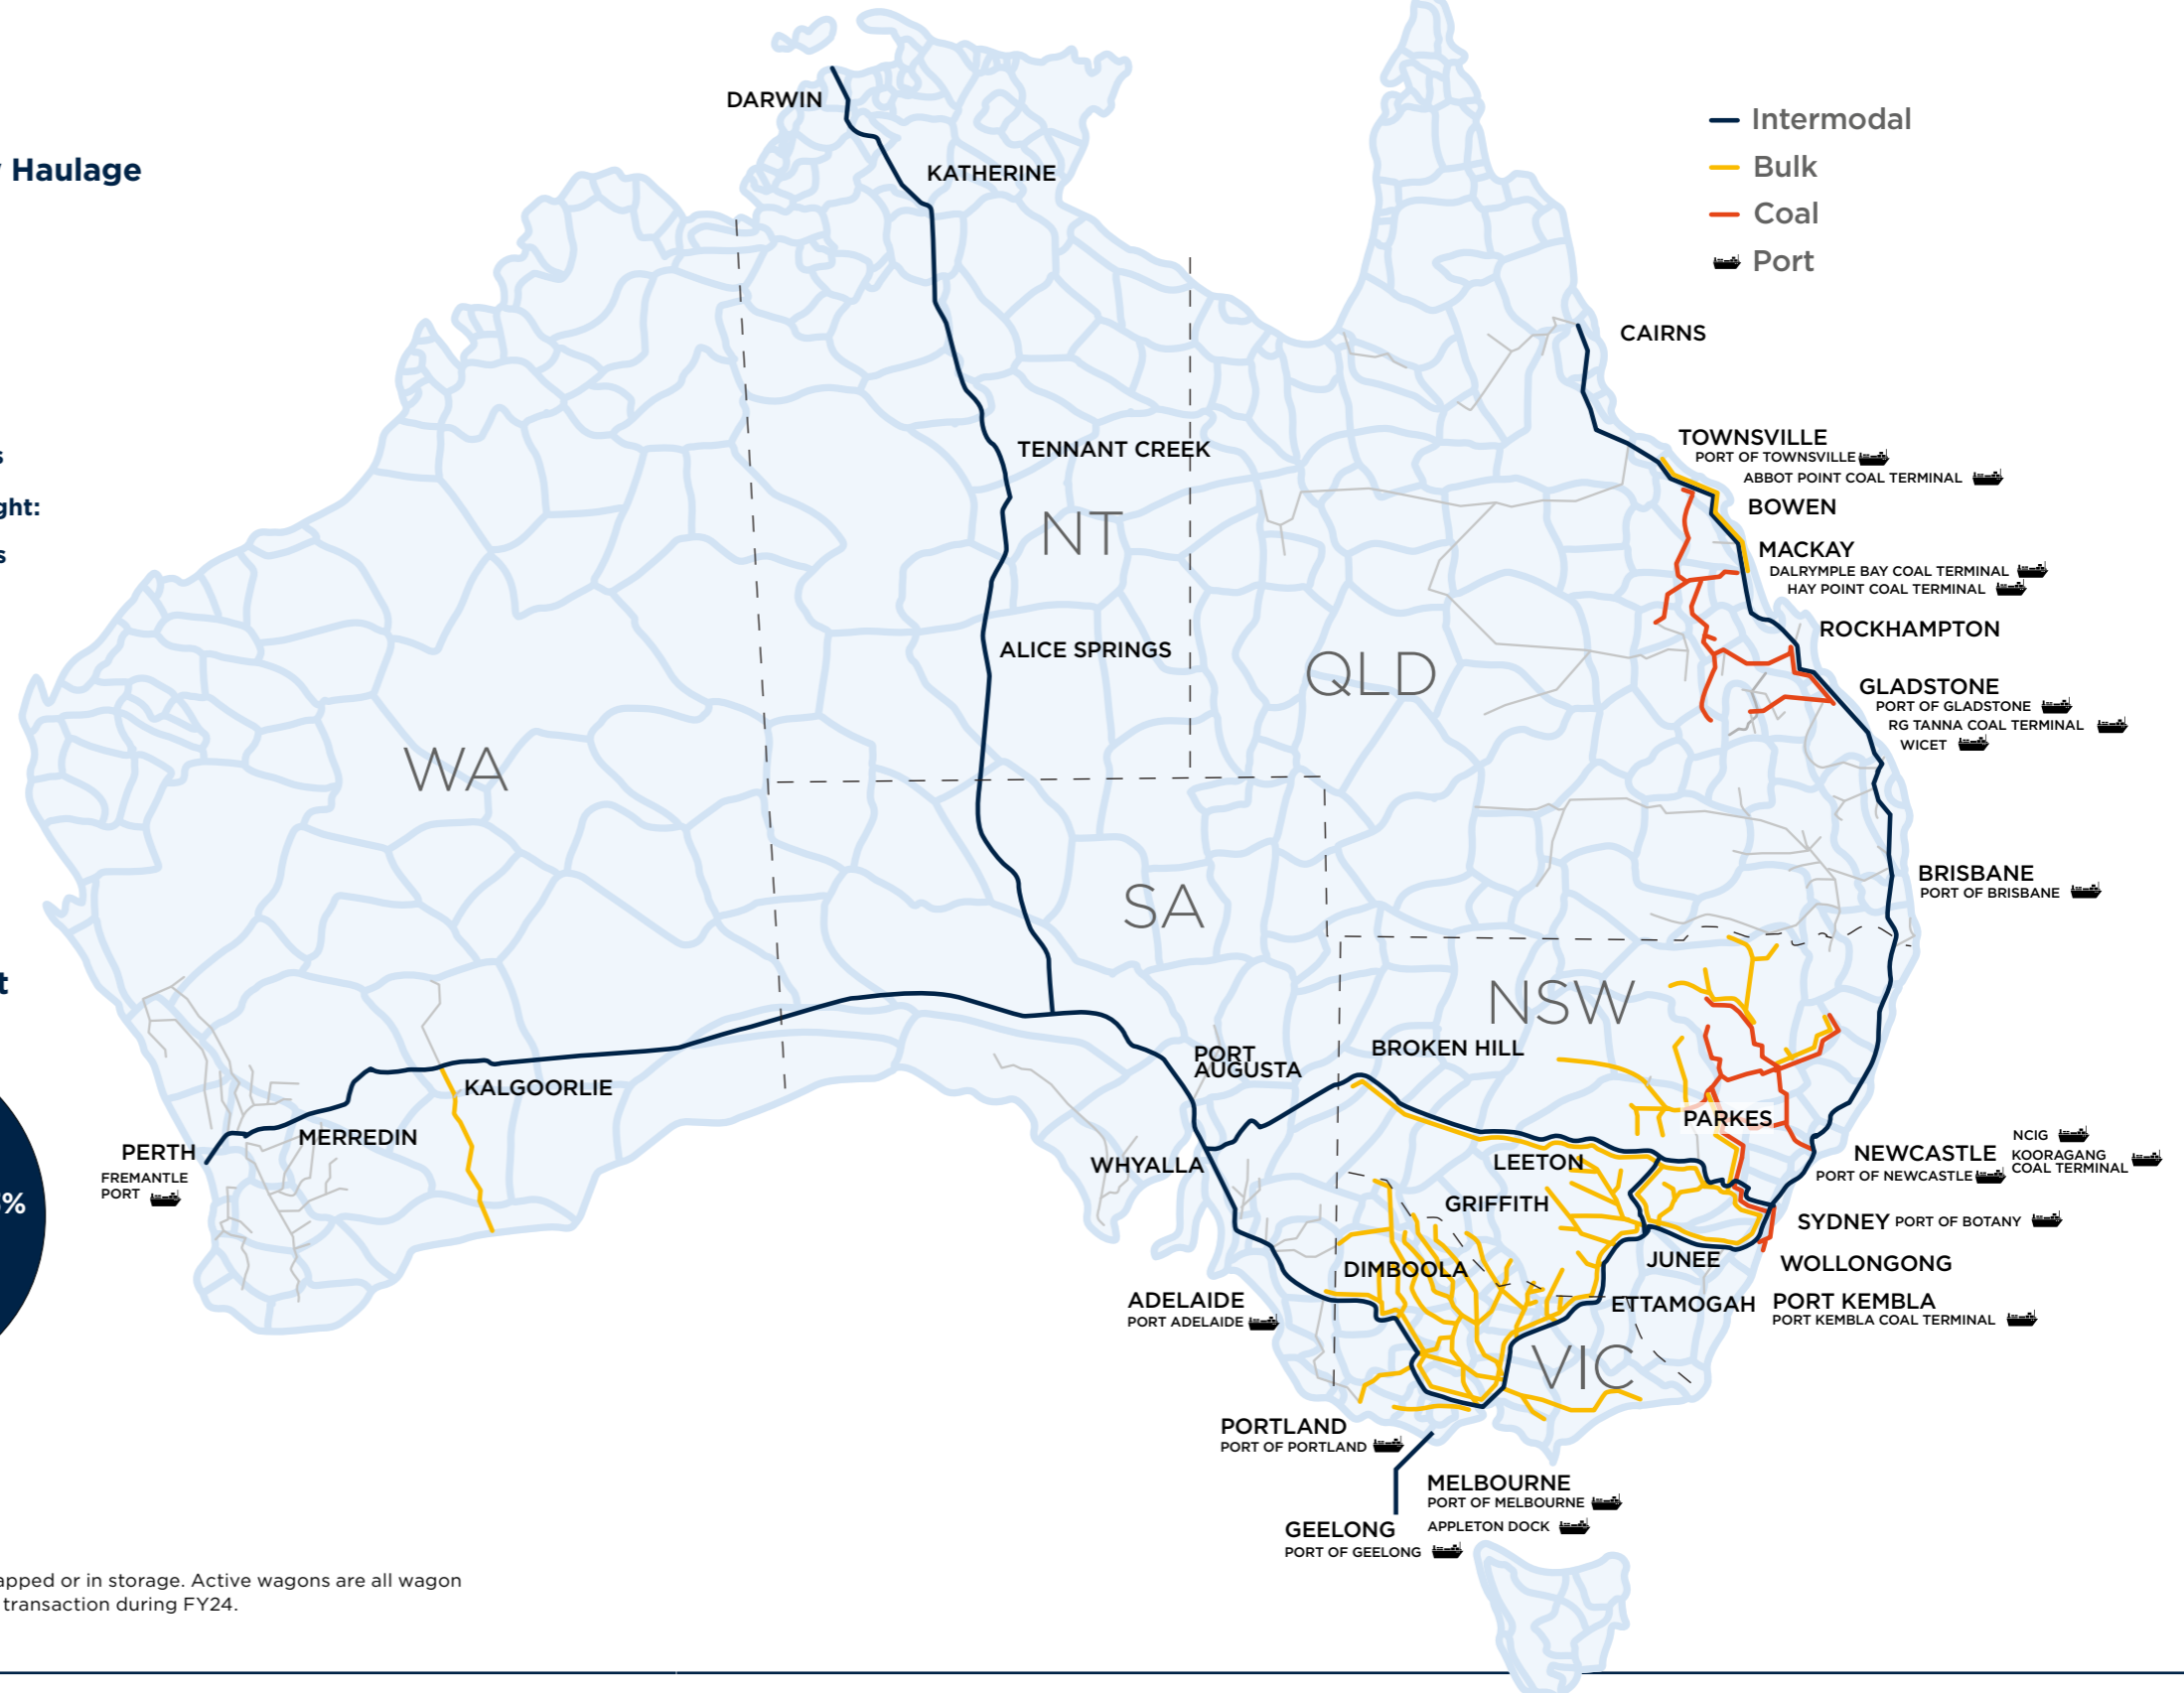 Haulage
ght:
DARWIN
KATHERINE
TENNANT CREEK
NT
ALICE SPRINGS
WA
SA
QLD
NSW
VIC
Intermodal
Bulk
Coal
Port
CAIRNS
TOWNSVILLE
PORT OF TOWNSVILLE
ABBOT POINT COAL TERMINAL
BOWEN
MACKAY
DALRYMPLE BAY COAL TERMINAL
HAY POINT COAL TERMINAL
ROCKHAMPTON
GLADSTONE
PORT OF GLADSTONE
RG TANNA COAL TERMINAL
WICET
BRISBANE
PORT OF BRISBANE
BROKEN HILL
PORT
AUGUSTA
KALGOORLIE
MERREDIN
PERTH
FREMANTLE
PORT
WHYALLA
PARKES
LEETON
GRIFFITH
NEWCASTLE
PORT OF NEWCASTLE
NCIG
KOORAGANG
COAL TERMINAL
SYDNEY PORT OF BOTANY
JUNEE
WOLLONGONG
DIMBOOLA
ETTAMOGAH
PORT KEMBLA
PORT KEMBLA COAL TERMINAL
ADELAIDE
PORT ADELAIDE
PORTLAND
PORT OF PORTLAND
MELBOURNE
PORT OF MELBOURNE
APPLETON DOCK
GEELONG
PORT OF GEELONG
apped or in storage. Active wagons are all wagon
transaction during FY24.